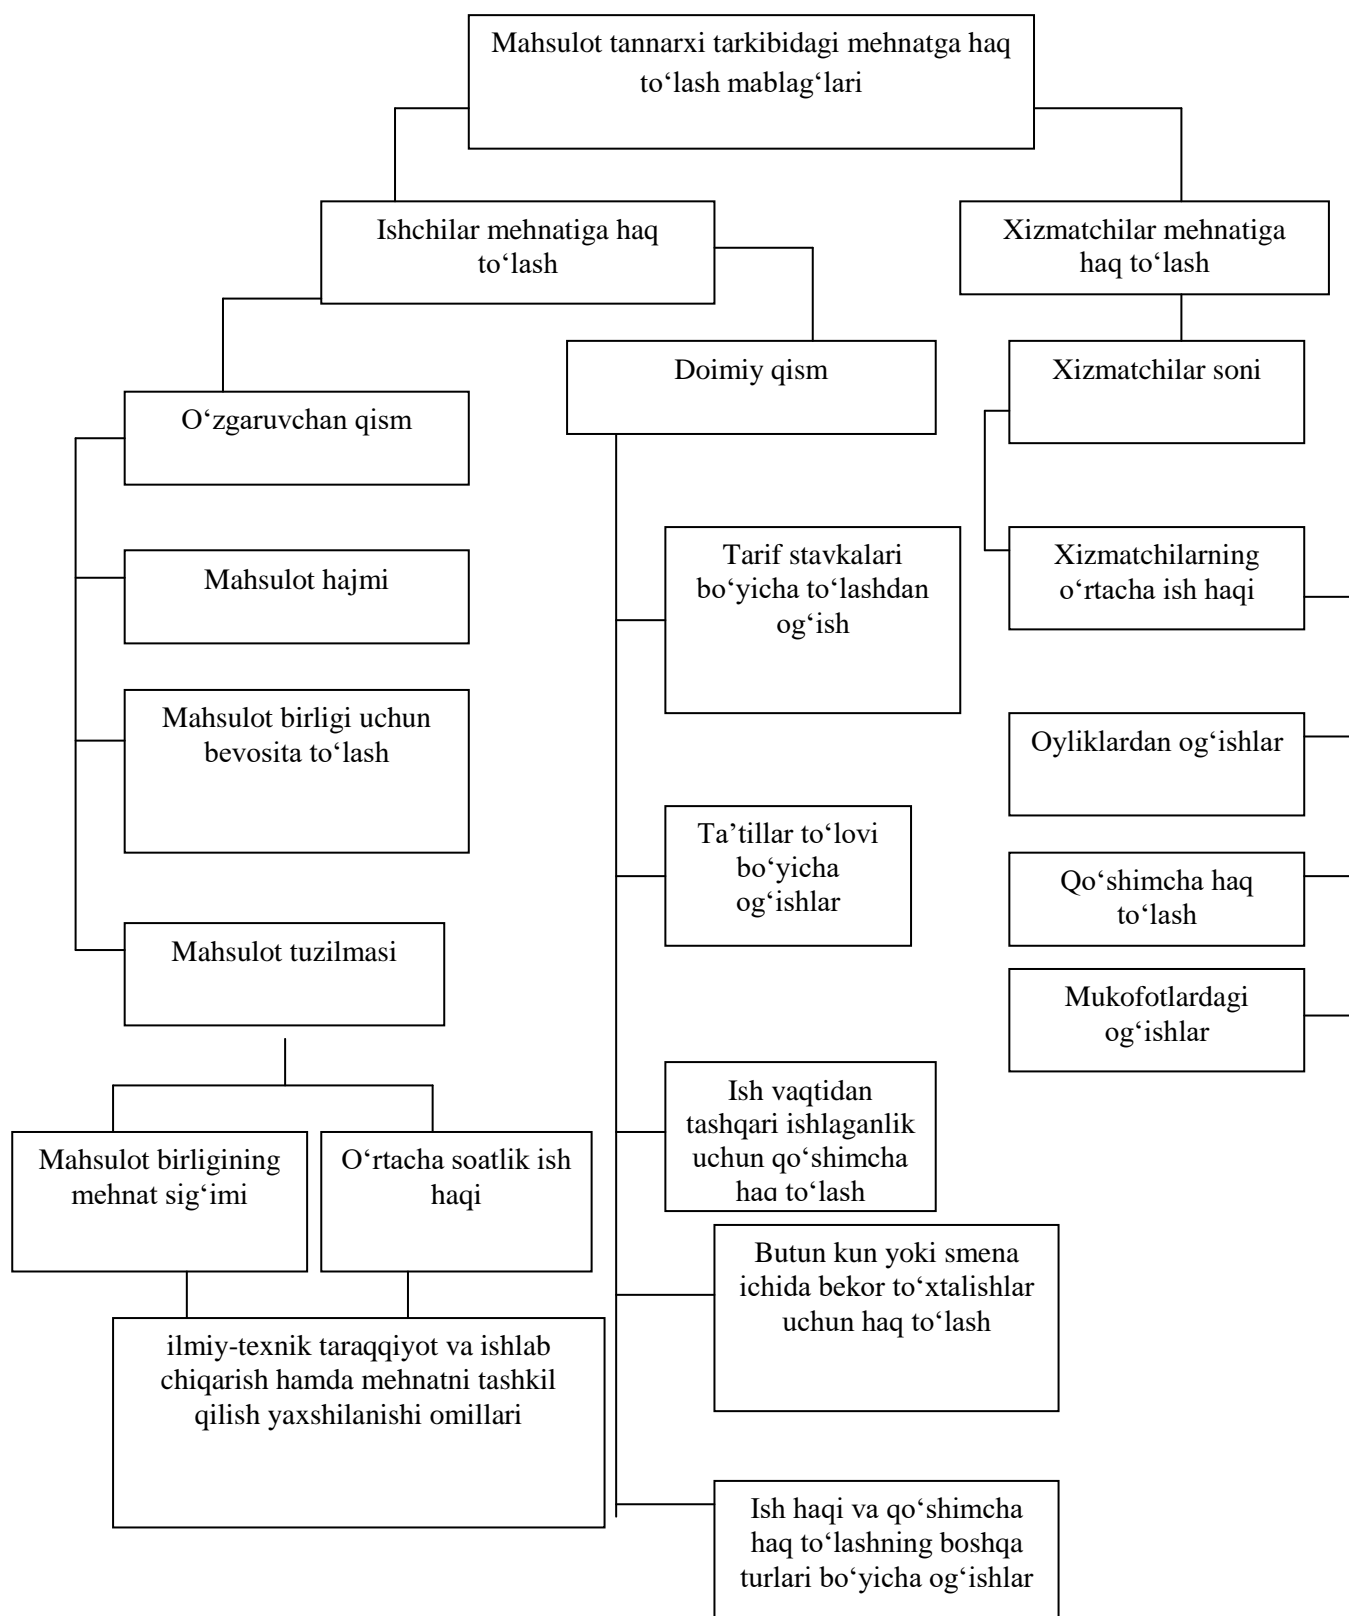 Mahsulot tannarxi tarkibidagi mehnatga haq
to‘lash mablag‘lari
Ishchilar mehnatiga haq
to‘lash
Xizmatchilar mehnatiga
haq to‘lash
O‘zgaruvchan qism
Mahsulot hajmi
Mahsulot birligi uchun
bevosita to‘lash
Mahsulot tuzilmasi
Mahsulot birligining
mehnat sig‘imi
O‘rtacha soatlik ish
haqi
ilmiy-texnik taraqqiyot va ishlab
chiqarish hamda mehnatni tashkil
qilish yaxshilanishi omillari
Doimiy qism
Tarif stavkalari
bo‘yicha to‘lashdan
og‘ish
Ta’tillar to‘lovi
bo‘yicha
og‘ishlar
Ish vaqtidan
tashqari ishlaganlik
uchun qo‘shimcha
haq to‘lash
Butun kun yoki smena
ichida bekor to‘xtalishlar
uchun haq to‘lash
Ish haqi va qo‘shimcha
haq to‘lashning boshqa
turlari bo‘yicha og‘ishlar
Xizmatchilar soni
Xizmatchilarning
o‘rtacha ish haqi
Oyliklardan og‘ishlar
Qo‘shimcha haq
to‘lash
Mukofotlardagi
og‘ishlar